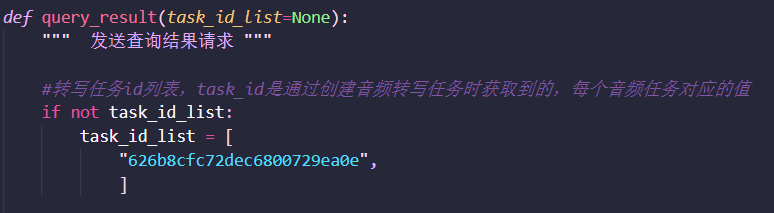 def query_result(task_id_list=None):
""" 发送查询结果请求 """
#转写任务id列表，task_id是通过创建音频转写任务时获取到的，每个音频任务对应的值
if not task_id_list:
task_id_list = [
"626b8cfc72dec6800729ea0e",
]